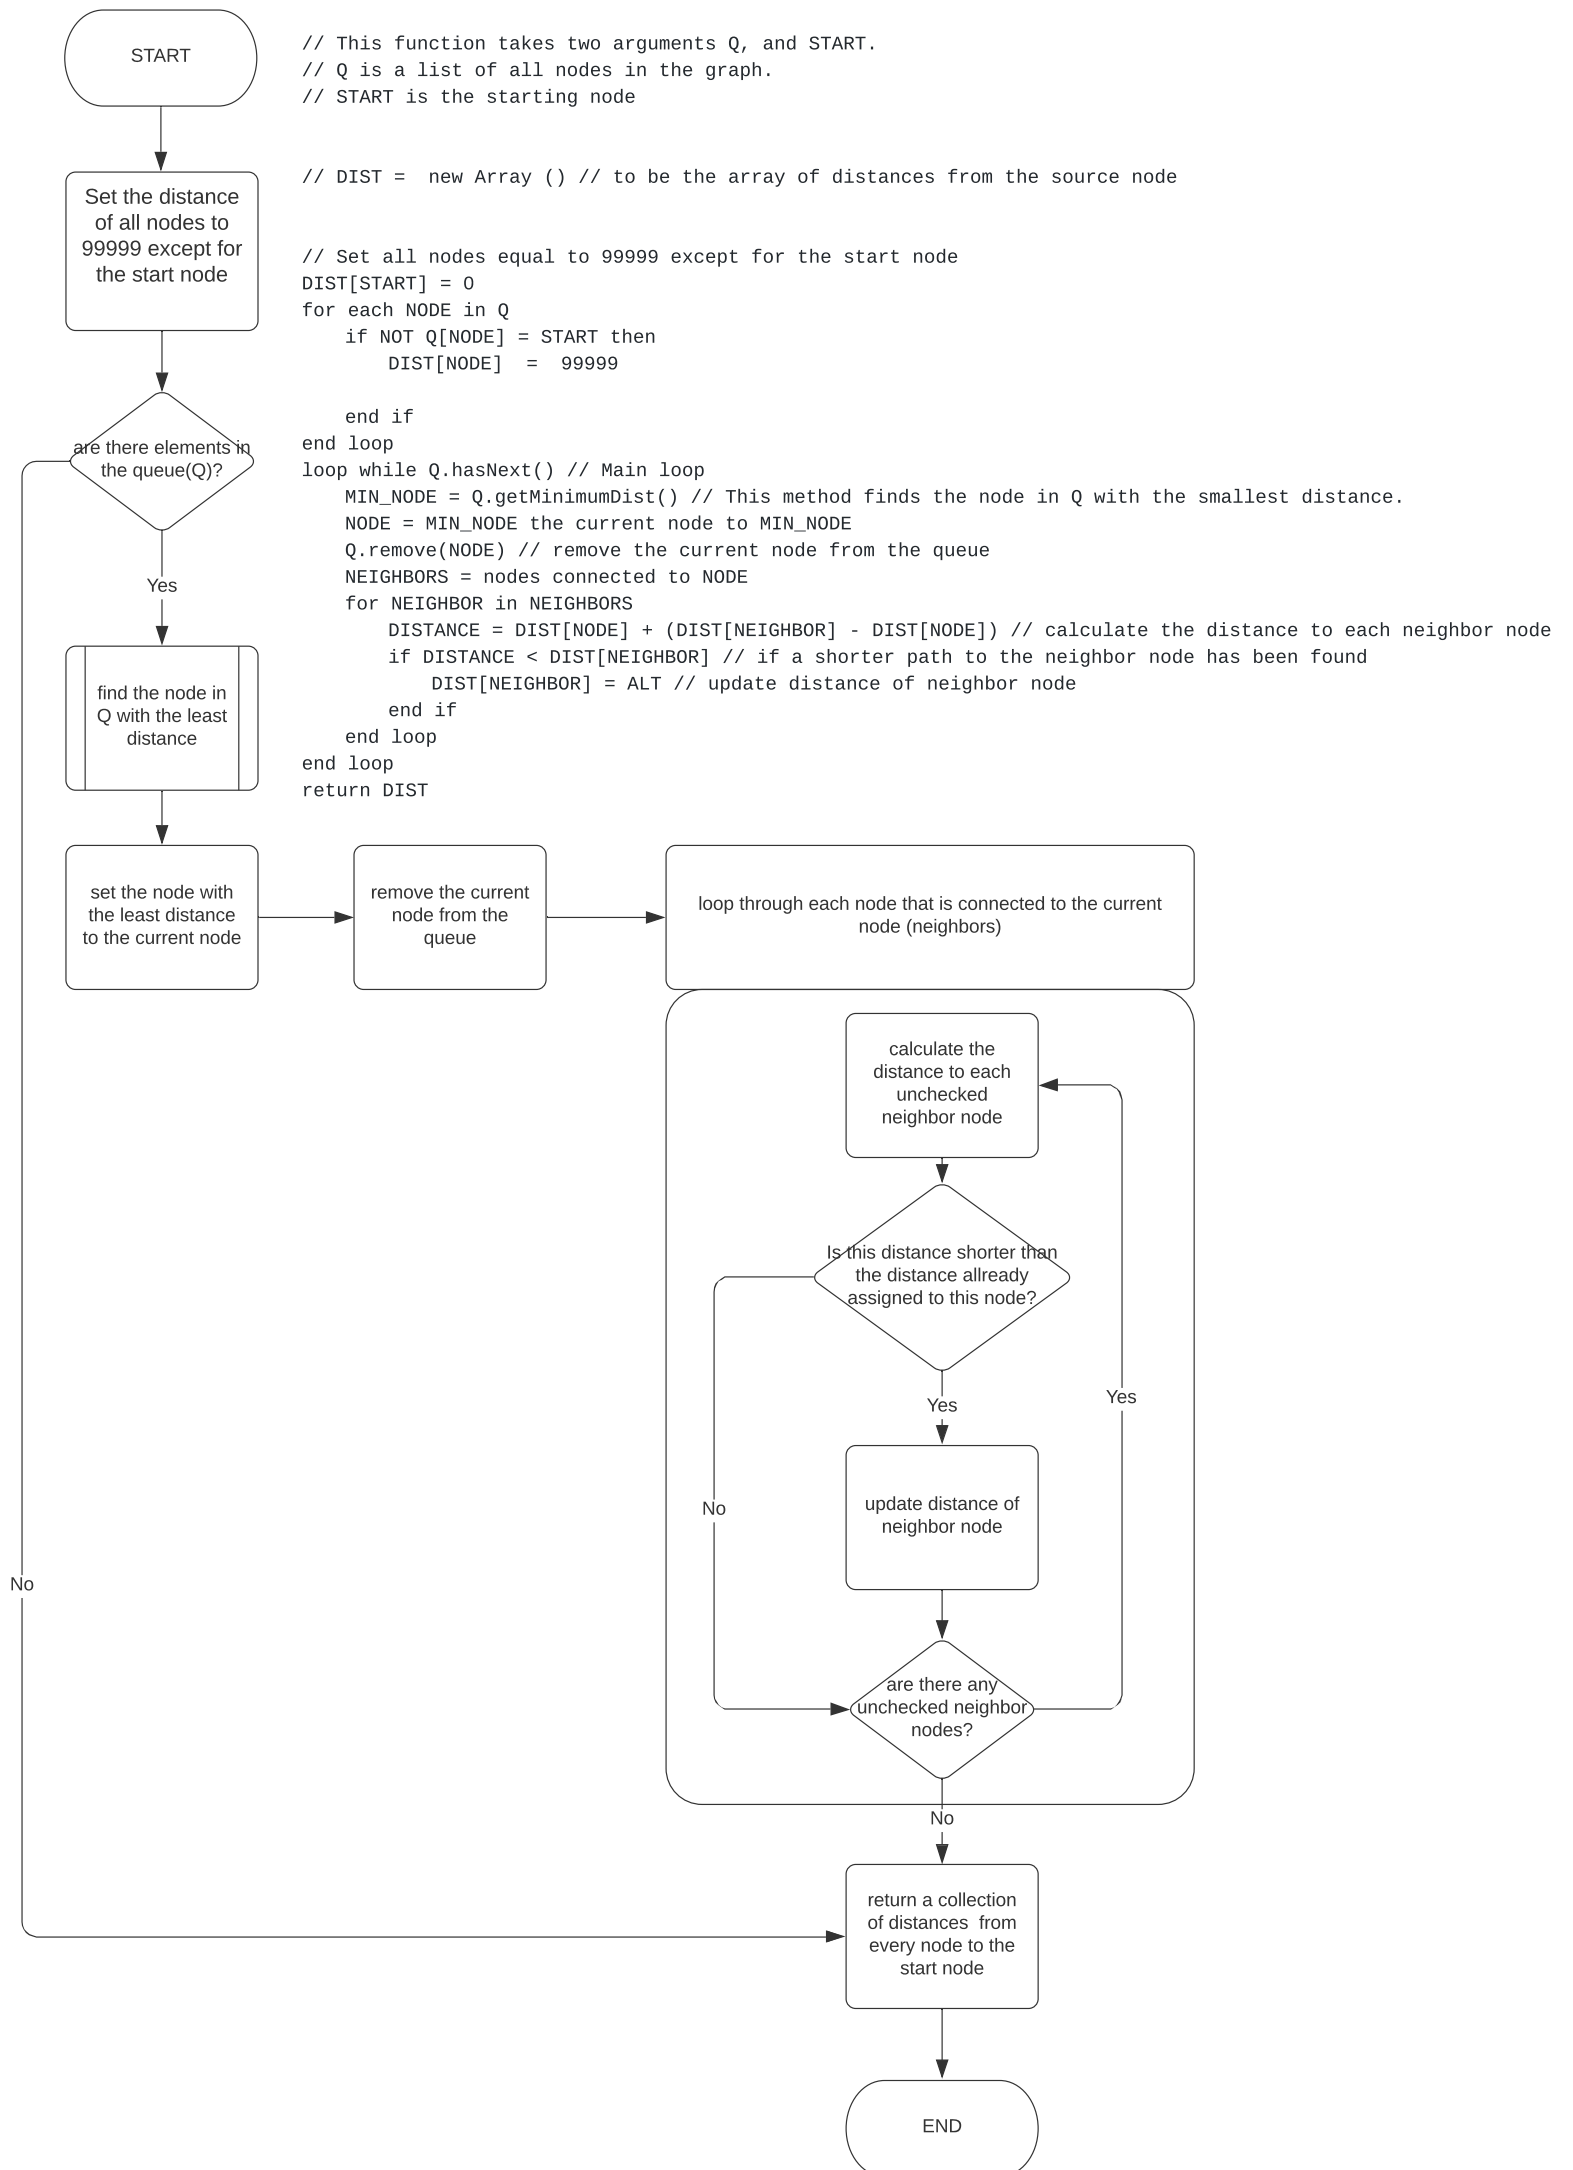 START
// This function takes two arguments Q, and START.
// Q is a list of all nodes in the graph.
// START is the starting node
// DIST =  new Array () // to be the array of distances from the source node
Set the distance
of all nodes to
99999 except for
the start node
// Set all nodes equal to 99999 except for the start node
DIST[START] = O
for each NODE in Q
if NOT Q[NODE] = START then
DIST[NODE]  =  99999
end if
end loop
loop while Q.hasNext() // Main loop
MIN_NODE = Q.getMinimumDist() // This method finds the node in Q with the smallest distance.
NODE = MIN_NODE the current node to MIN_NODE
Q.remove(NODE) // remove the current node from the queue
NEIGHBORS = nodes connected to NODE
for NEIGHBOR in NEIGHBORS
DISTANCE = DIST[NODE] + (DIST[NEIGHBOR] - DIST[NODE]) // calculate the distance to each neighbor node
if DISTANCE < DIST[NEIGHBOR] // if a shorter path to the neighbor node has been found
DIST[NEIGHBOR] = ALT // update distance of neighbor node
end if
end loop
end loop
return DIST
are there elements in
the queue(Q)?
Yes
find the node in
Q with the least
distance
set the node with
the least distance
to the current node
remove the current
node from the
queue
loop through each node that is connected to the current
node (neighbors)
calculate the
distance to each
unchecked
neighbor node
Is this distance shorter than
the distance allready
assigned to this node?
Yes
Yes
No
update distance of
neighbor node
No
are there any
unchecked neighbor
nodes?
No
return a collection
of distances  from
every node to the
start node
END